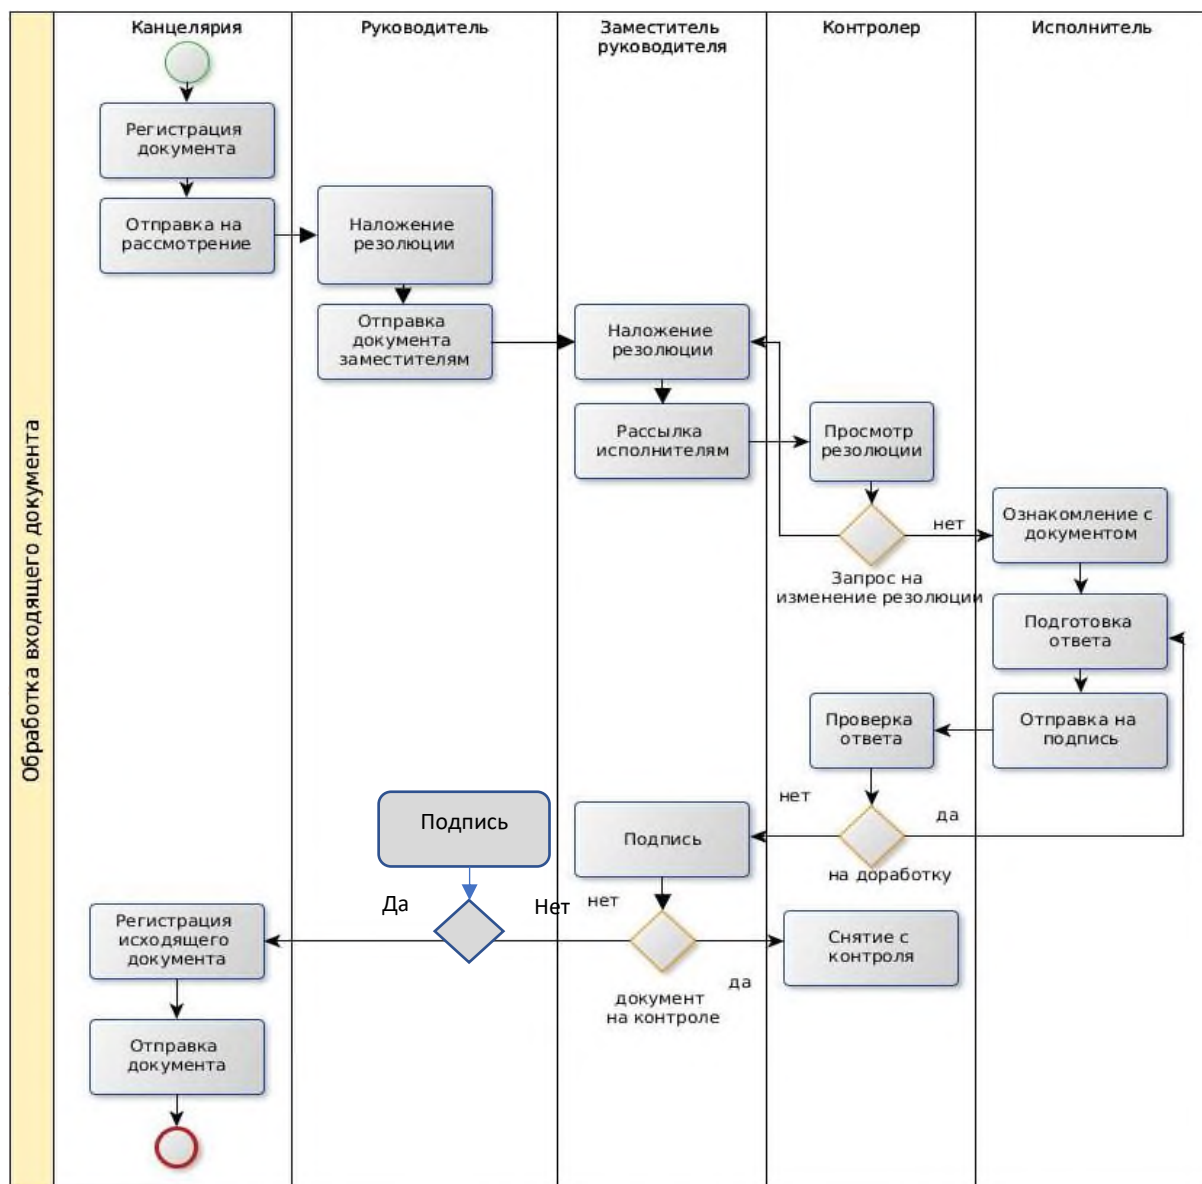 Обработка входящего документа
Канцелярия
Руководитель
Заместитель
руководителя
Контролер
Исполнитель
Регистрация
документа
Отправка на
рассмотрение
Наложение
резолюции
Отправка
документа
заместителям
Наложение
резолюции
Рассылка
исполнителям
Просмотр
резолюции
нет
Запрос на
изменение резолюции
Ознакомление с
документом
Подготовка
ответа
Отправка на
подпись
Проверка
ответа
нет
да
на доработку
Подпись
Подпись
Да
Нет
нет
да
документ
на контроле
Снятие с
контроля
Регистрация
исходящего
документа
Отправка
документа